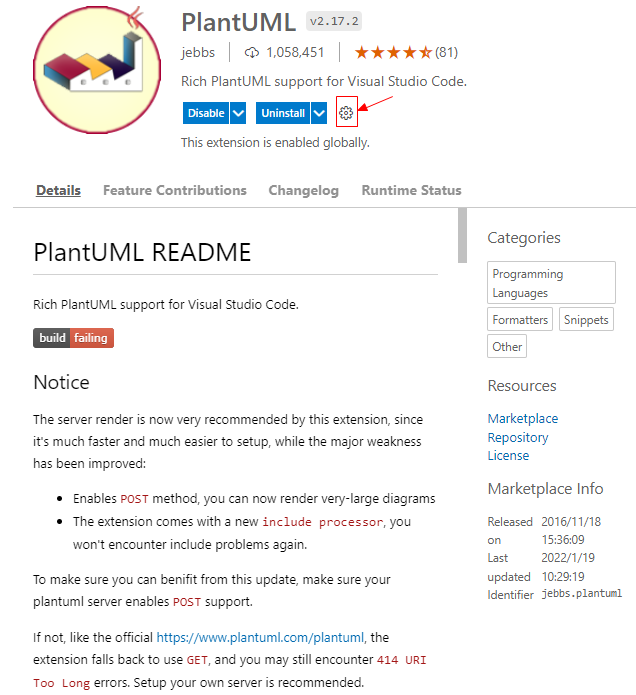 PlantUML v2.17.2
jebbs 1,058,451 (81)
Rich PlantUML support for Visual Studio Code.
Disable Uninstall
This extension is enabled globally.
Details Feature Contributions Changelog Runtime Status
PlantUML README
Rich PlantUML support for Visual Studio Code.
build failing
Notice
The server render is now very recommended by this extension, since
it's much faster and much easier to setup, while the major weakness
has been improved:
• Enables POST method, you can now render very-large diagrams
• The extension comes with a new include processor, you
won't encounter include problems again.
To make sure you can benifit from this update, make sure your
plantuml server enables POST support.
If not, like the official https://www.plantuml.com/plantuml, the
extension falls back to use GET, and you may still encounter 414 URI
Too Long errors. Setup your own server is recommended.
Categories
Programming
Languages
Formatters Snippets
Other
Resources
Marketplace
Repository
License
Marketplace Info
Released 2016/11/18
on 15:36:09
Last 2022/1/19
updated 10:29:19
Identifier jebbs.plantuml